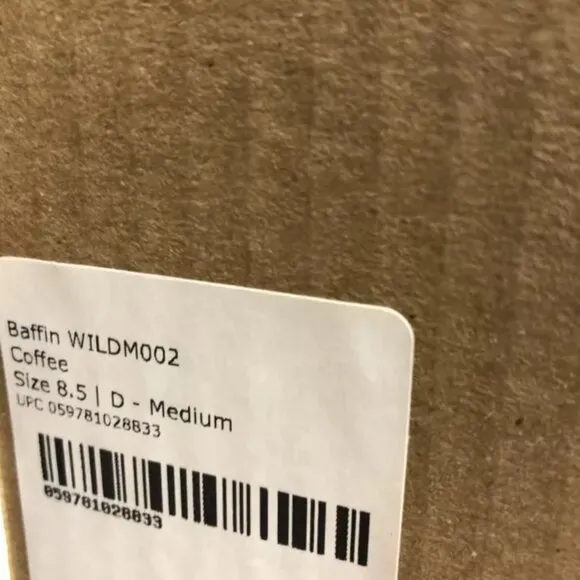 Baffin WILDM002
Coffee
Size 8.5 | D - Medium
UPC 059781028833
059781028833